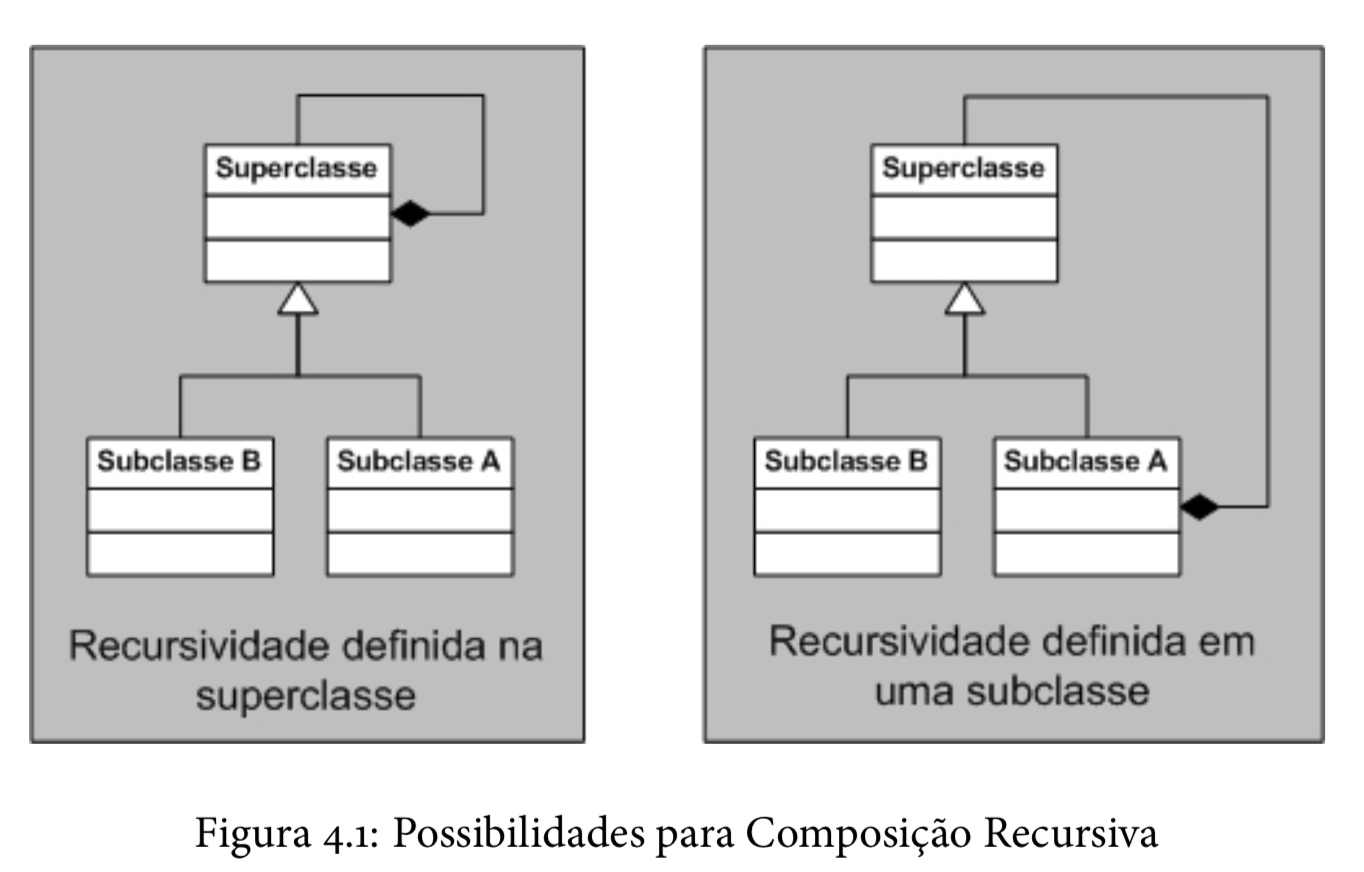 Superclasse
Subclasse B
Subclasse A
Recursividade definida na
superclasse
Superclasse
Subclasse B
Subclasse A
Recursividade definida em
uma subclasse
Figura 4.1: Possibilidades para Composição Recursiva